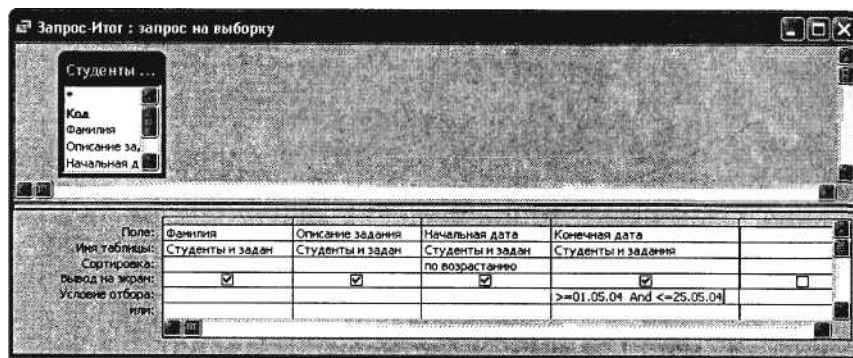 Запрос-Итог : запрос на выборку
Студенты ...
*
Код
Фамилия
Описание зад
Начальная д
Поле: Фамилия Описание задания Начальная дата Конечная дата
Имя таблицы: Студенты и задан Студенты и задан Студенты и задан Студенты и задания
Сортировка: по возрастанию
Вывод на экран:
Условие отбора: >=01.05.04 And <=25.05.04
или: